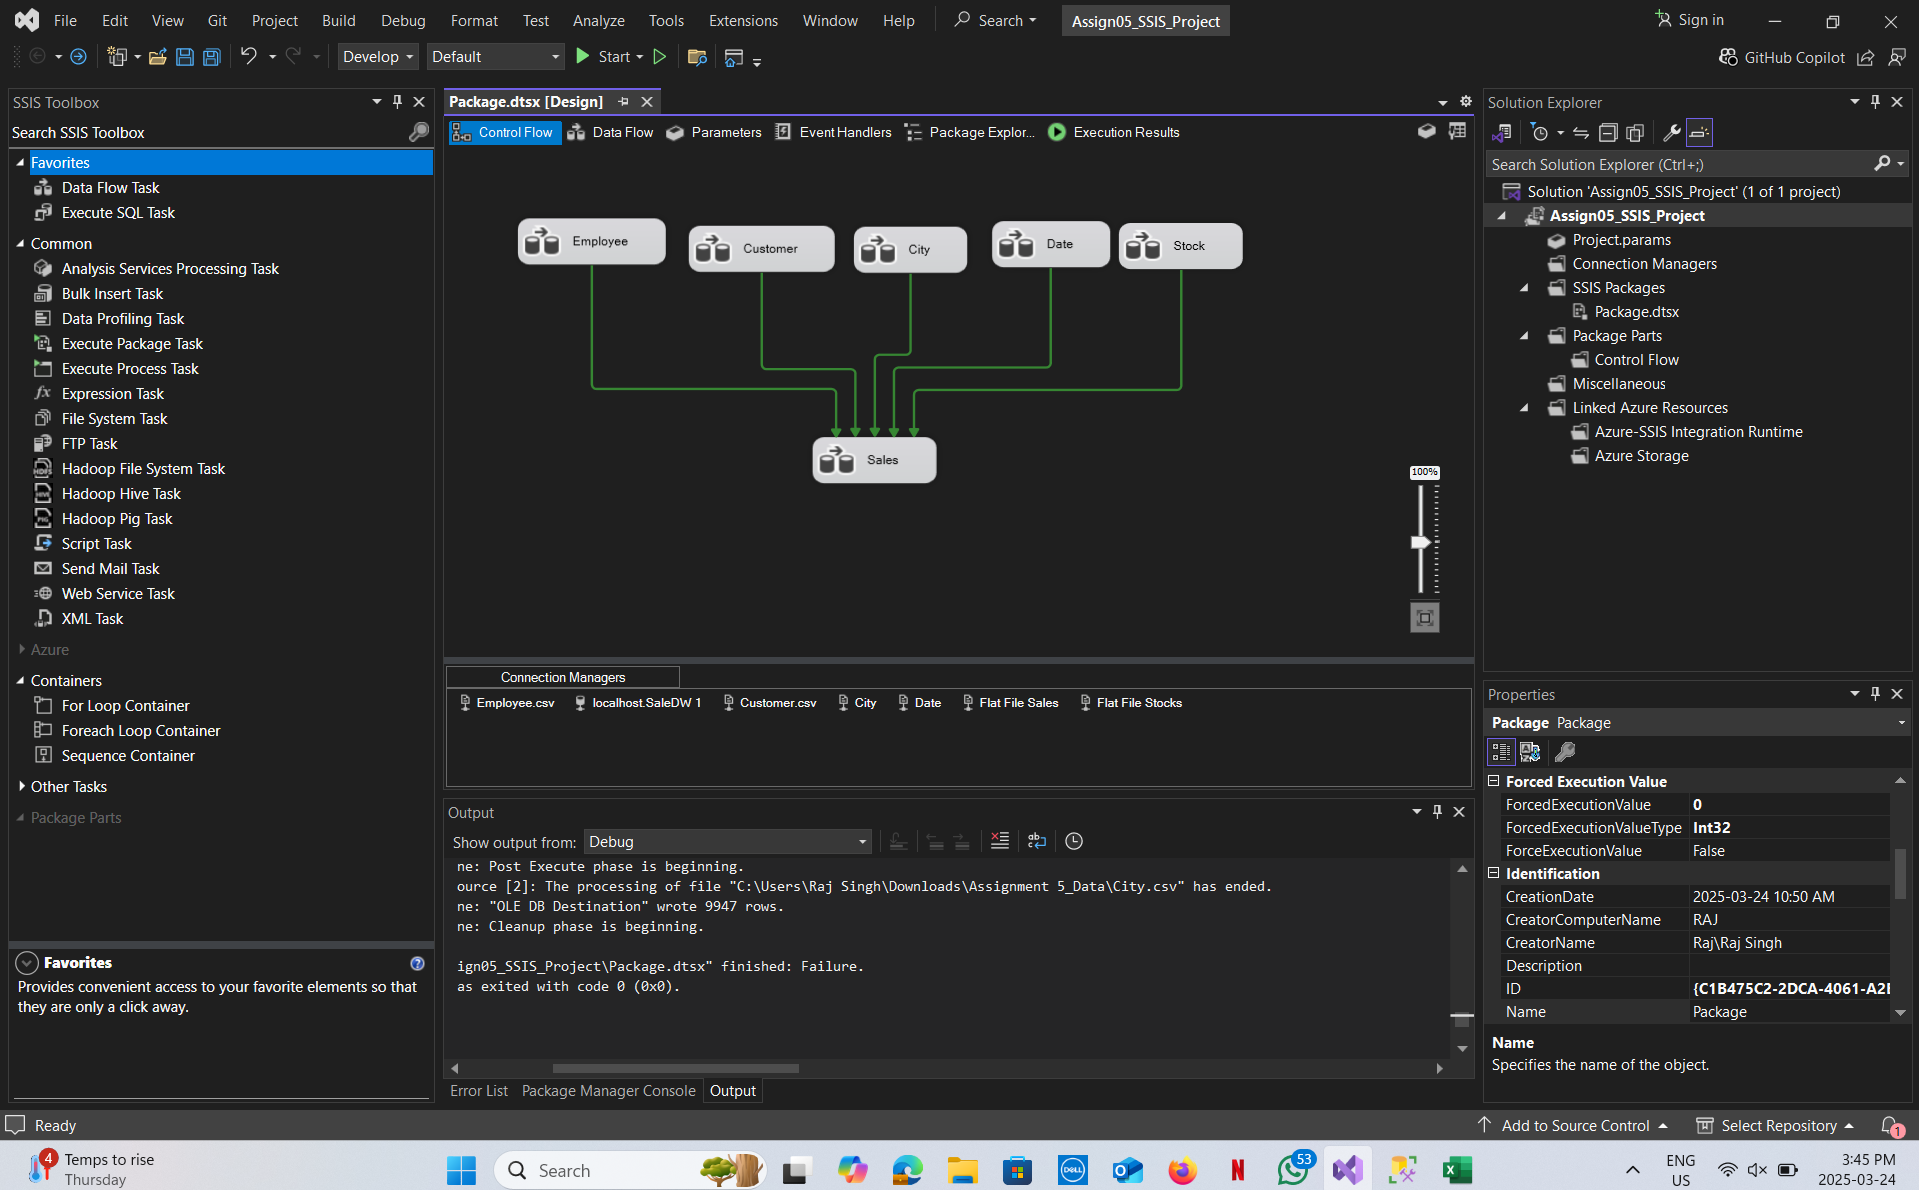 File Edit View Git Project Build Debug Format Test Analyze Tools Extensions Window Help Search Assign05_SSIS_Project Sign in
Develop Default Start GitHub Copilot
SSIS Toolbox
Search SSIS Toolbox
Favorites
Data Flow Task
Execute SQL Task
Common
Analysis Services Processing Task
Bulk Insert Task
Data Profiling Task
Execute Package Task
Execute Process Task
Expression Task
File System Task
FTP Task
Hadoop File System Task
Hadoop Hive Task
Hadoop Pig Task
Script Task
Send Mail Task
Web Service Task
XML Task
Azure
Containers
For Loop Container
Foreach Loop Container
Sequence Container
Other Tasks
Package Parts
Favorites
Provides convenient access to your favorite elements so that
they are only a click away.
Package.dtsx [Design]
Control Flow Data Flow Parameters Event Handlers Package Explor... Execution Results
Employee
Customer
City
Date
Stock
Sales
100%
Connection Managers
Employee.csv localhost.SaleDW 1 Customer.csv City Date Flat File Sales Flat File Stocks
Output
Show output from: Debug
ne: Post Execute phase is beginning.
ource [2]: The processing of file "C:\Users\Raj Singh\Downloads\Assignment 5_Data\City.csv" has ended.
ne: "OLE DB Destination" wrote 9947 rows.
ne: Cleanup phase is beginning.
ign05_SSIS_Project\Package.dtsx" finished: Failure.
as exited with code 0 (0x0).
Error List Package Manager Console Output
Solution Explorer
Search Solution Explorer (Ctrl+;)
Solution 'Assign05_SSIS_Project' (1 of 1 project)
Assign05_SSIS_Project
Project.params
Connection Managers
SSIS Packages
Package.dtsx
Package Parts
Control Flow
Miscellaneous
Linked Azure Resources
Azure-SSIS Integration Runtime
Azure Storage
Properties
Package Package
Forced Execution Value
ForcedExecutionValue 0
ForcedExecutionValueType Int32
ForceExecutionValue False
Identification
CreationDate 2025-03-24 10:50 AM
CreatorComputerName RAJ
CreatorName Raj\Raj Singh
Description
ID {C1B475C2-2DCA-4061-A2
Name Package
Name
Specifies the name of the object.
Ready Add to Source Control Select Repository 1
4 Temps to rise
Thursday
Search
DELL
N
53
ENG
US
3:45 PM
2025-03-24